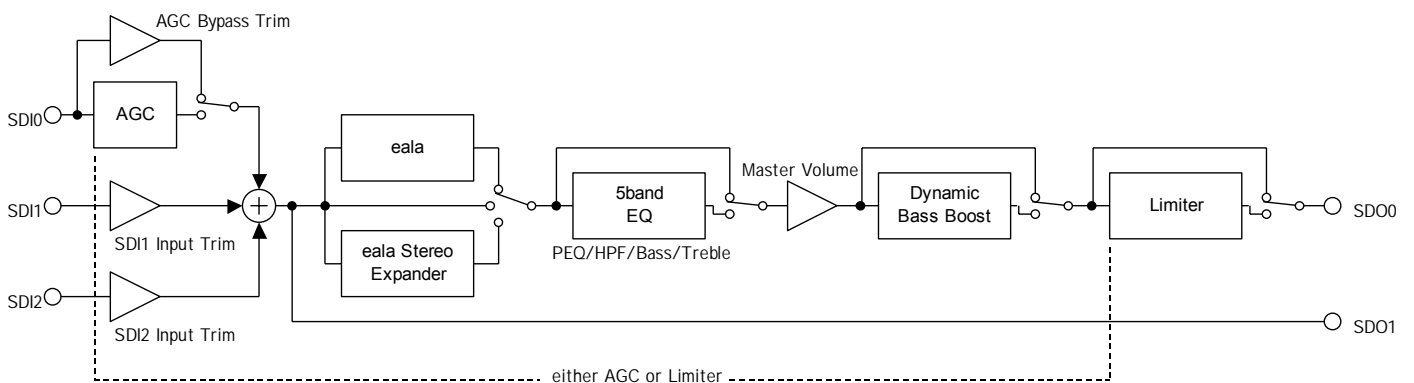 AGC Bypass Trim
SDI0
AGC
SDI1
SDI1 Input Trim
SDI2
SDI2 Input Trim
eala
eala Stereo
Expander
5band
EQ
PEQ/HPF/Bass/Treble
Master Volume
Dynamic
Bass Boost
Limiter
SDO0
SDO1
either AGC or Limiter